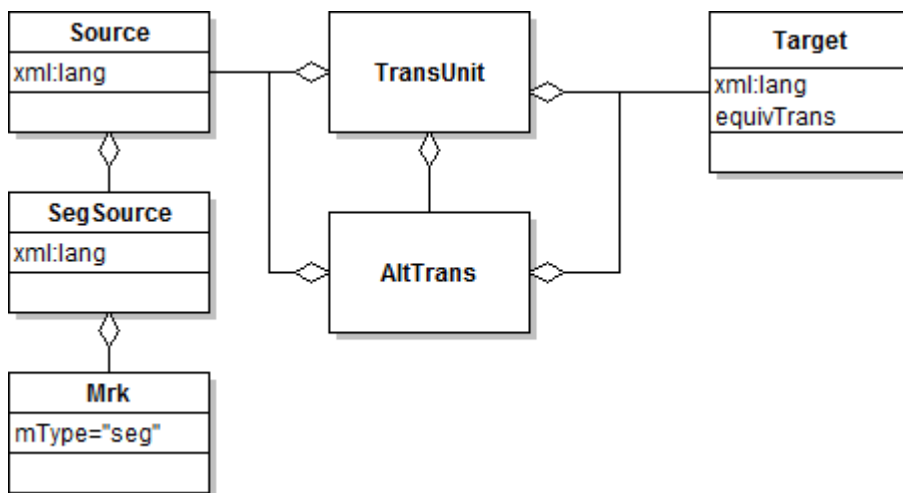 Source
xml:lang
TransUnit
Target
xml:lang
equivTrans
SegSource
xml:lang
AltTrans
Mrk
mType="seg"